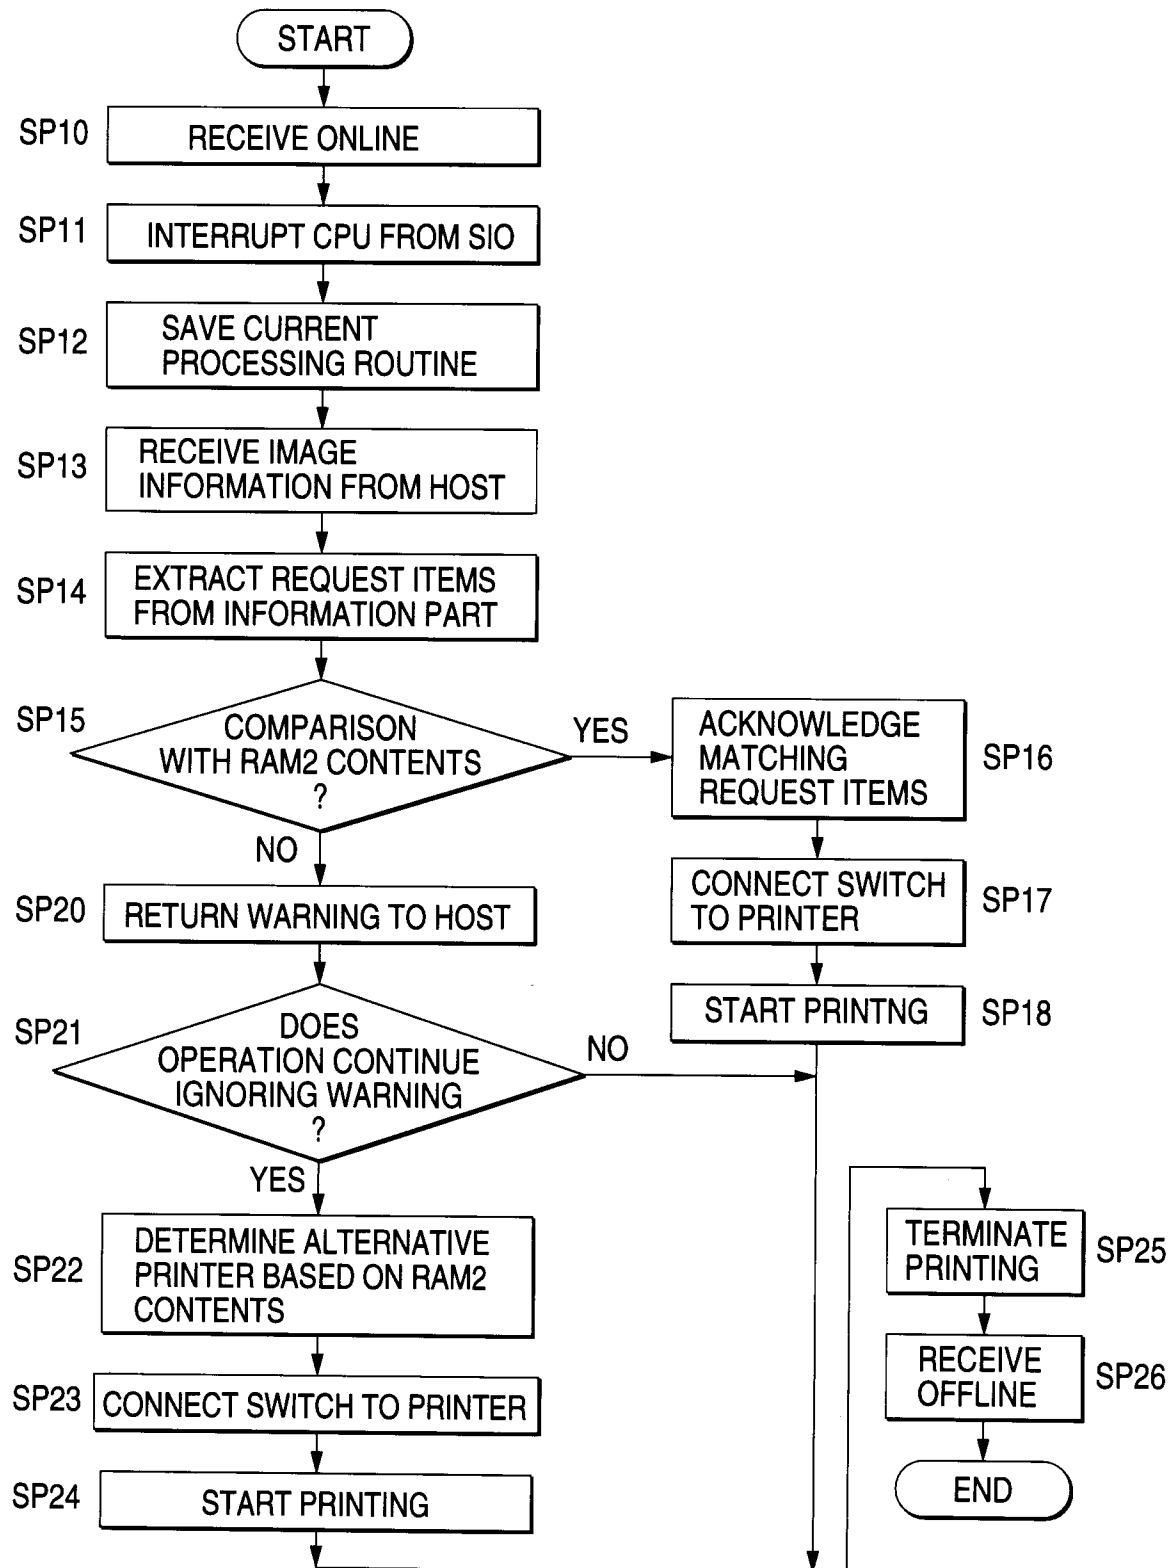 START
SP10
RECEIVE ONLINE
SP11
INTERRUPT CPU FROM SIO
SP12
SAVE CURRENT
PROCESSING ROUTINE
SP13
RECEIVE IMAGE
INFORMATION FROM HOST
SP14
EXTRACT REQUEST ITEMS
FROM INFORMATION PART
SP15
COMPARISON
WITH RAM2 CONTENTS
?
YES
ACKNOWLEDGE
MATCHING
REQUEST ITEMS
SP16
NO
CONNECT SWITCH
TO PRINTER
SP17
SP20
RETURN WARNING TO HOST
START PRINTNG
SP18
SP21
DOES
OPERATION CONTINUE
IGNORING WARNING
?
NO
YES
SP22
DETERMINE ALTERNATIVE
PRINTER BASED ON RAM2
CONTENTS
SP23
CONNECT SWITCH TO PRINTER
SP24
START PRINTING
TERMINATE
PRINTING
SP25
RECEIVE
OFFLINE
SP26
END